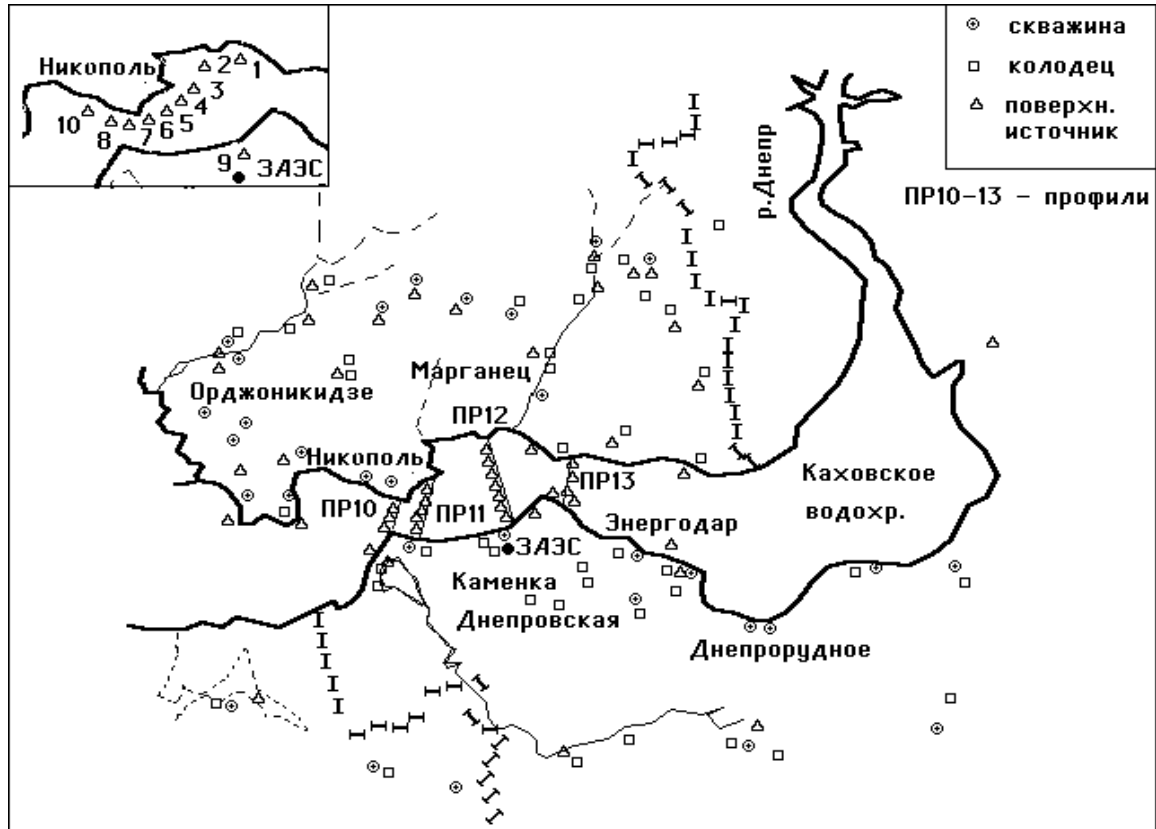 Никополь
2
1
3
4
5
6
7
8
10
9
ЗАЭС
скважина
колодец
поверхн.
источник
р.Днепр
ПР10-13 - профили
Марганец
Орджоникидзе
ПР12
Никополь
ПР13
Каховское
водохр.
ПР10
ПР11
Энергодар
ЗАЭС
Каменка
Днепровская
Днепрорудное